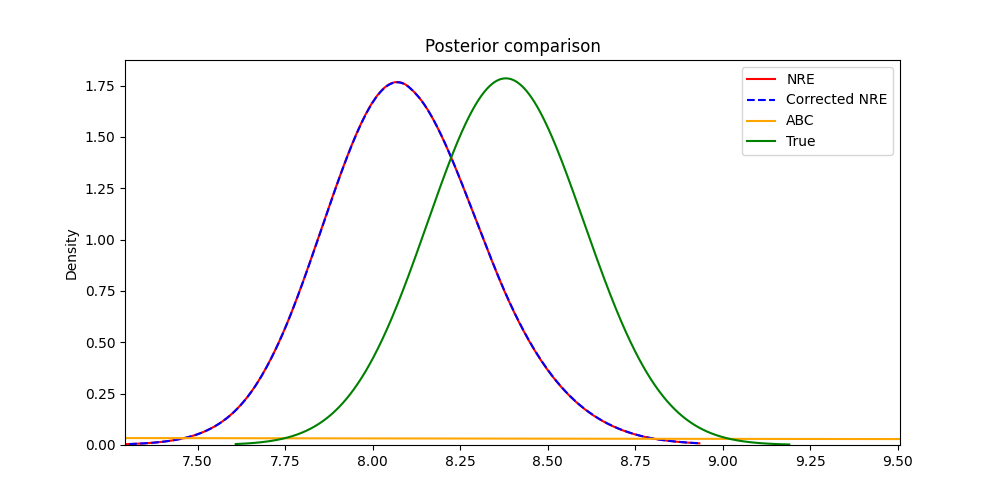 Posterior comparison
NRE
Corrected NRE
ABC
True
Density
1.75
1.50
1.25
1.00
0.75
0.50
0.25
0.00
7.50 7.75 8.00 8.25 8.50 8.75 9.00 9.25 9.50